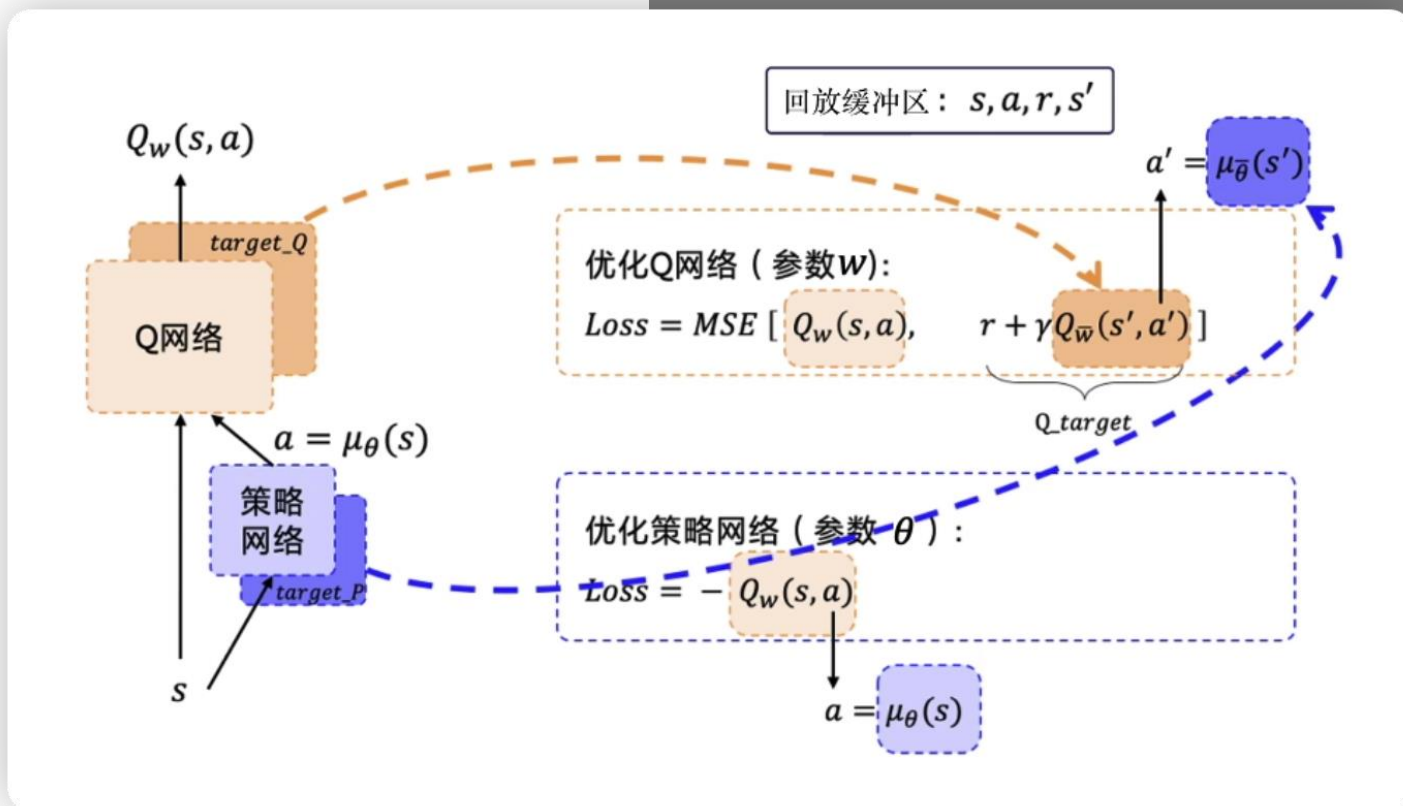 回放缓冲区：s, a, r, s′
Q_w(s, a)
a′ = μ_θ̅(s′)
target_Q
优化Q网络（参数w）:
Q网络
Loss = MSE [ Q_w(s, a), r + γQ_w̅(s′, a′) ]
Q_target
a = μ_θ(s)
策略
网络
target_P
优化策略网络（参数 θ）:
Loss = − Q_w(s, a)
s
a = μ_θ(s)